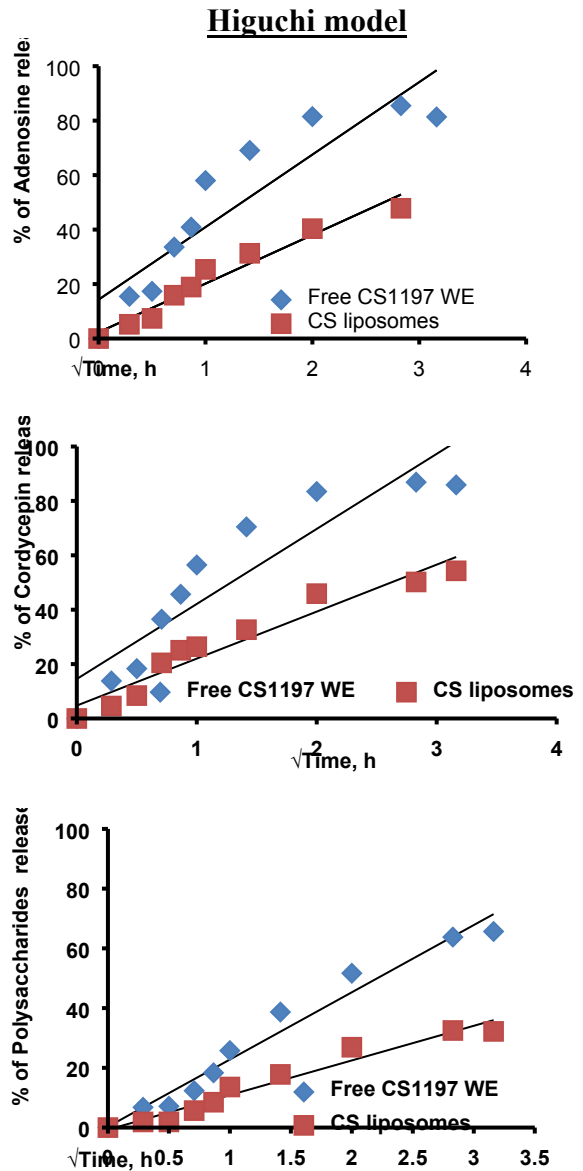 Higuchi model
% of Adenosine relea
100
80
60
40
20
0
Free CS1197 WE
CS liposomes
0 1 2 3 4
√Time, h
% of Cordycepin releas
100
80
60
40
20
0
Free CS1197 WE CS liposomes
0 1 2 3 4
√Time, h
% of Polysaccharides release
100
80
60
40
20
0
Free CS1197 WE
CS liposomes
0 0.5 1 1.5 2 2.5 3 3.5
√Time, h